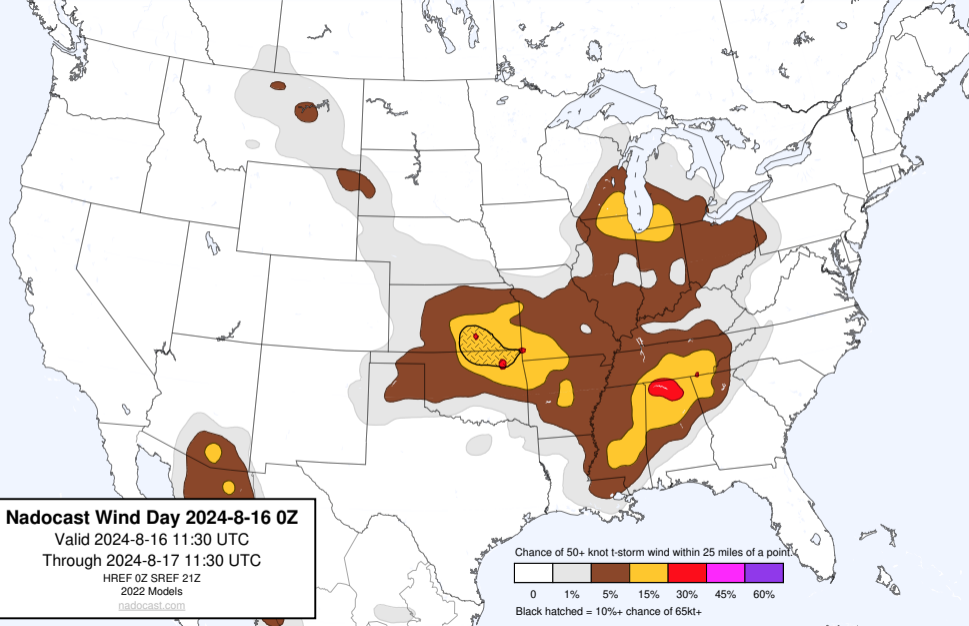 Nadocast Wind Day 2024-8-16 0Z
Valid 2024-8-16 11:30 UTC
Through 2024-8-17 11:30 UTC
HREF 0Z SREF 21Z
2022 Models
nadocast.com
Chance of 50+ knot t-storm wind within 25 miles of a point.
0 1% 5% 15% 30% 45% 60%
Black hatched = 10%+ chance of 65kt+